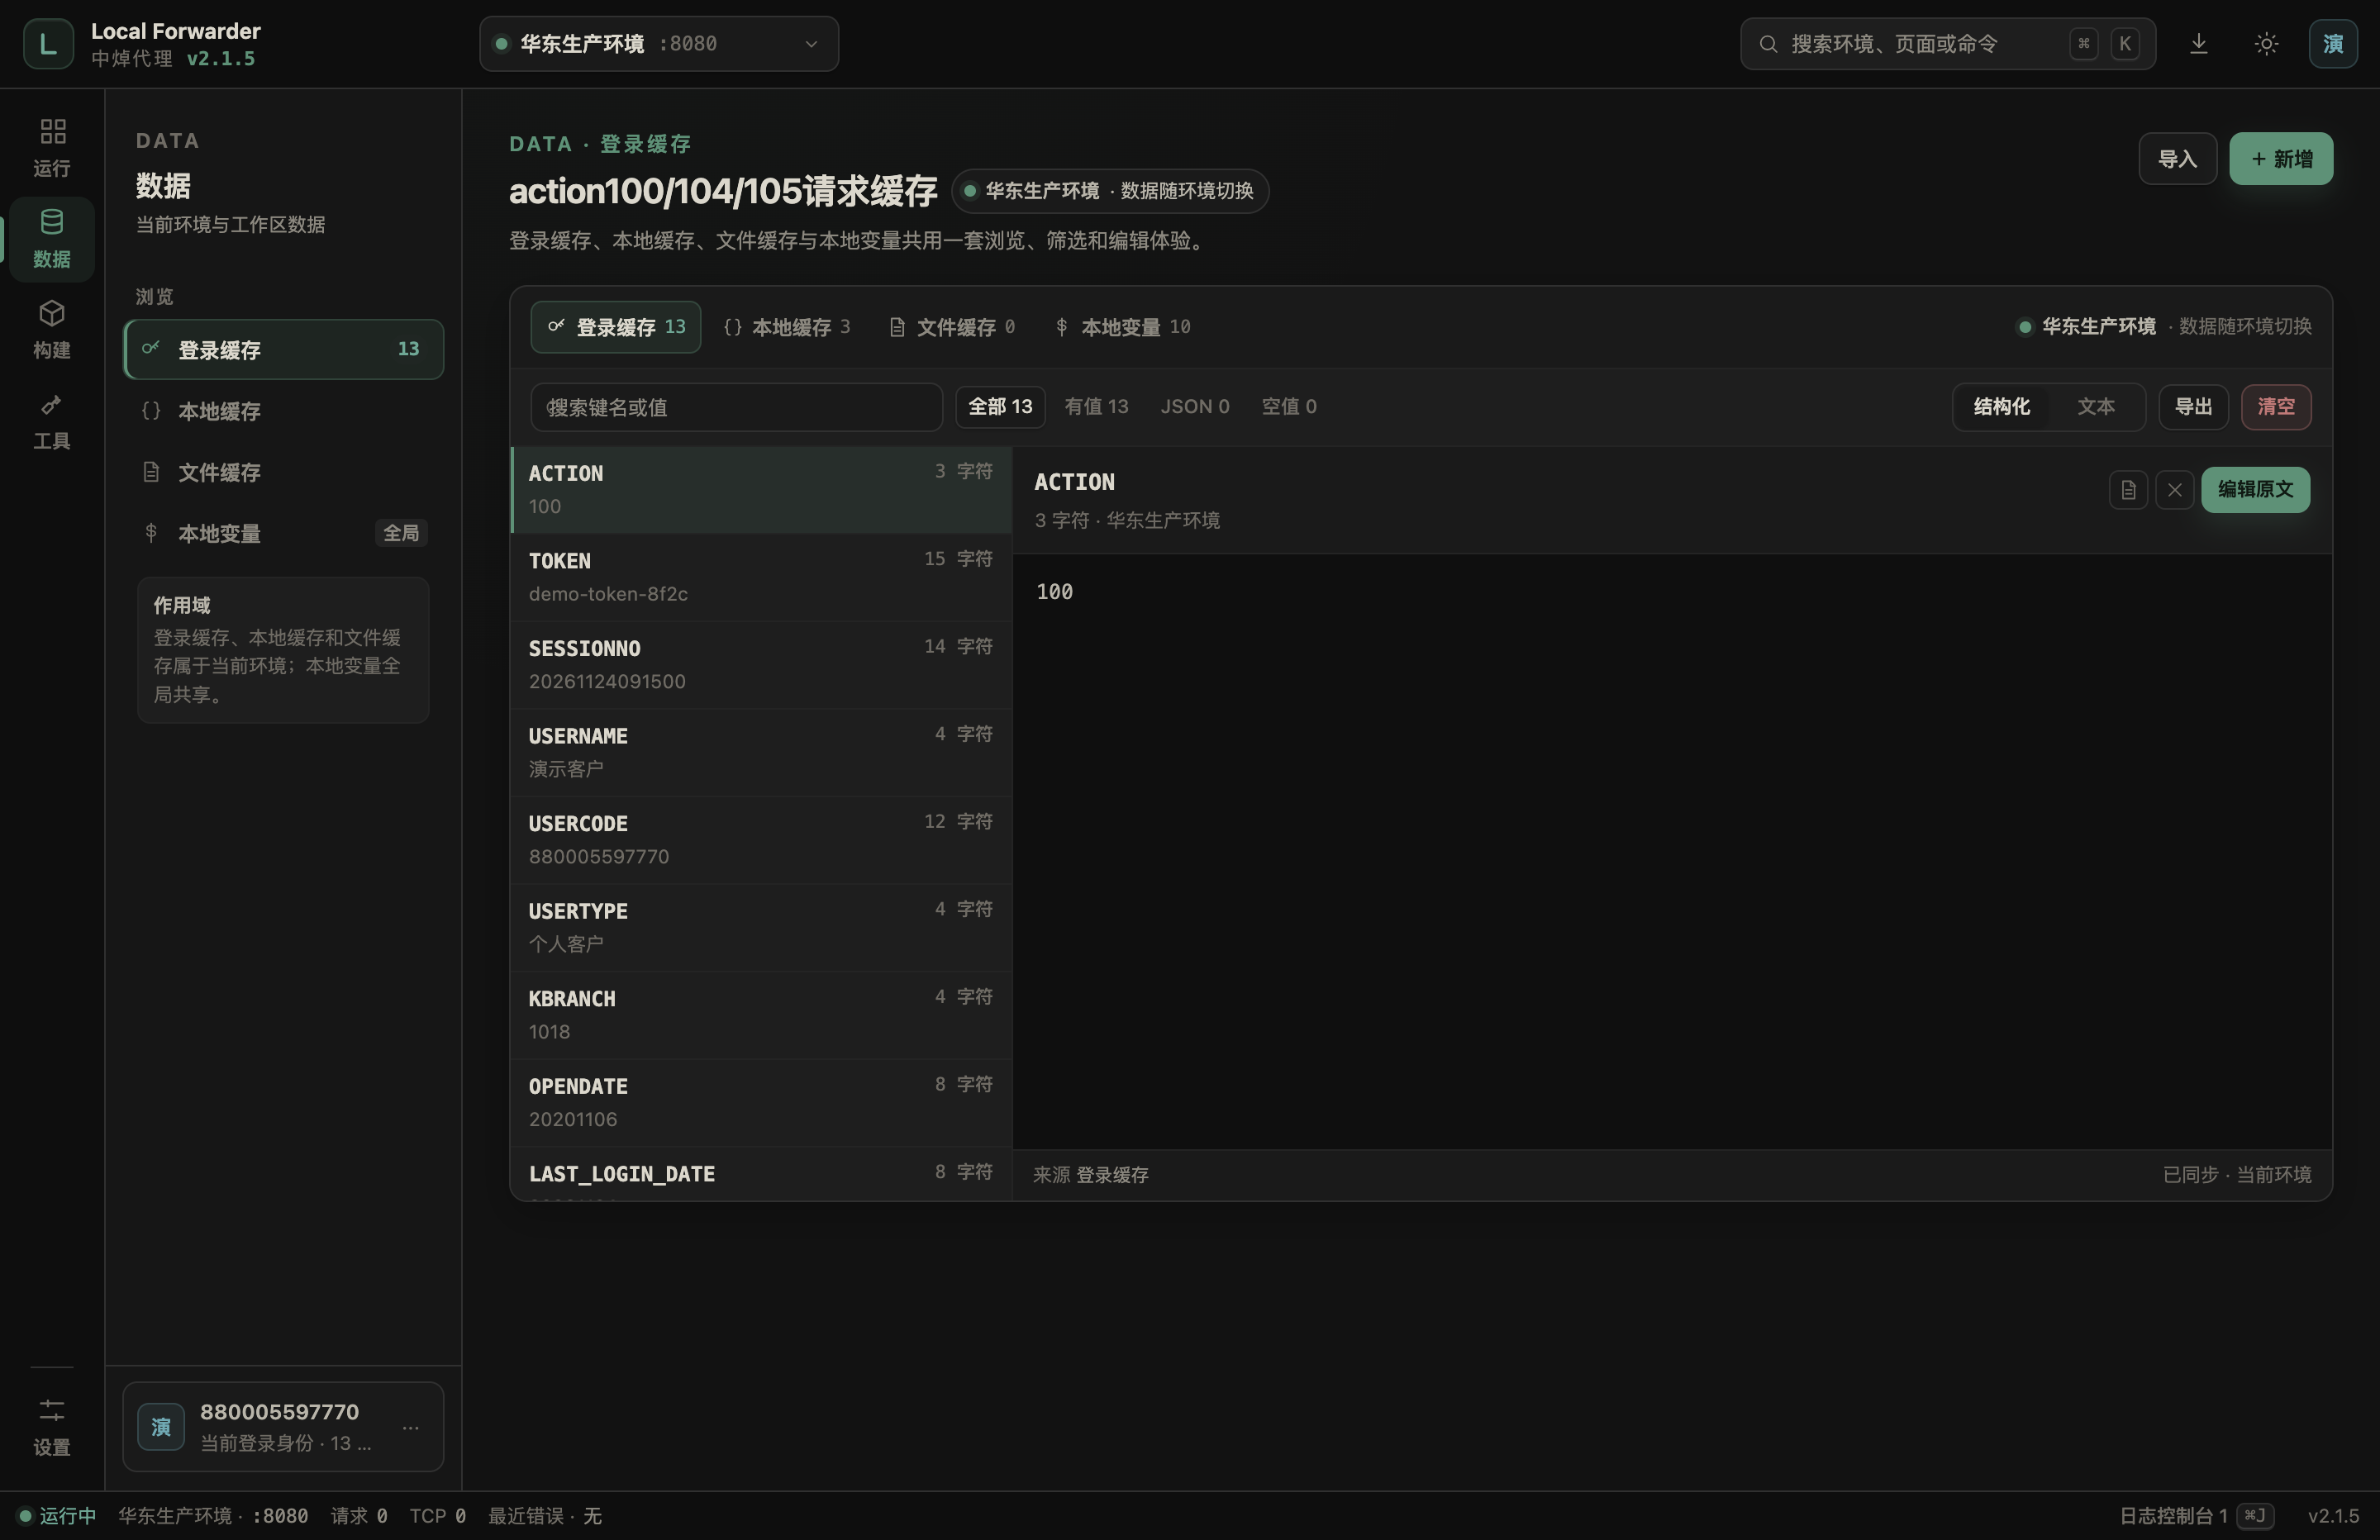 L
Local Forwarder
中焯代理 v2.1.5
华东生产环境 :8080
搜索环境、页面或命令 ⌘ K
演
运行
数据
构建
工具
设置
DATA
数据
当前环境与工作区数据
浏览
登录缓存 13
{} 本地缓存
文件缓存
$ 本地变量 全局
作用域
登录缓存、本地缓存和文件缓
存属于当前环境；本地变量全
局共享。
演
880005597770
当前登录身份 · 13 ...
...
DATA · 登录缓存
action100/104/105请求缓存 华东生产环境 · 数据随环境切换
登录缓存、本地缓存、文件缓存与本地变量共用一套浏览、筛选和编辑体验。
导入 + 新增
登录缓存 13 {} 本地缓存 3 文件缓存 0 $ 本地变量 10 华东生产环境 · 数据随环境切换
搜索键名或值 全部 13 有值 13 JSON 0 空值 0 结构化 文本 导出 清空
ACTION 3 字符
100
TOKEN 15 字符
demo-token-8f2c
SESSIONNO 14 字符
20261124091500
USERNAME 4 字符
演示客户
USERCODE 12 字符
880005597770
USERTYPE 4 字符
个人客户
KBRANCH 4 字符
1018
OPENDATE 8 字符
20201106
LAST_LOGIN_DATE 8 字符
ACTION
3 字符 · 华东生产环境
编辑原文
100
来源 登录缓存 已同步 · 当前环境
运行中 华东生产环境 · :8080 请求 0 TCP 0 最近错误 · 无 日志控制台 1 ⌘J v2.1.5